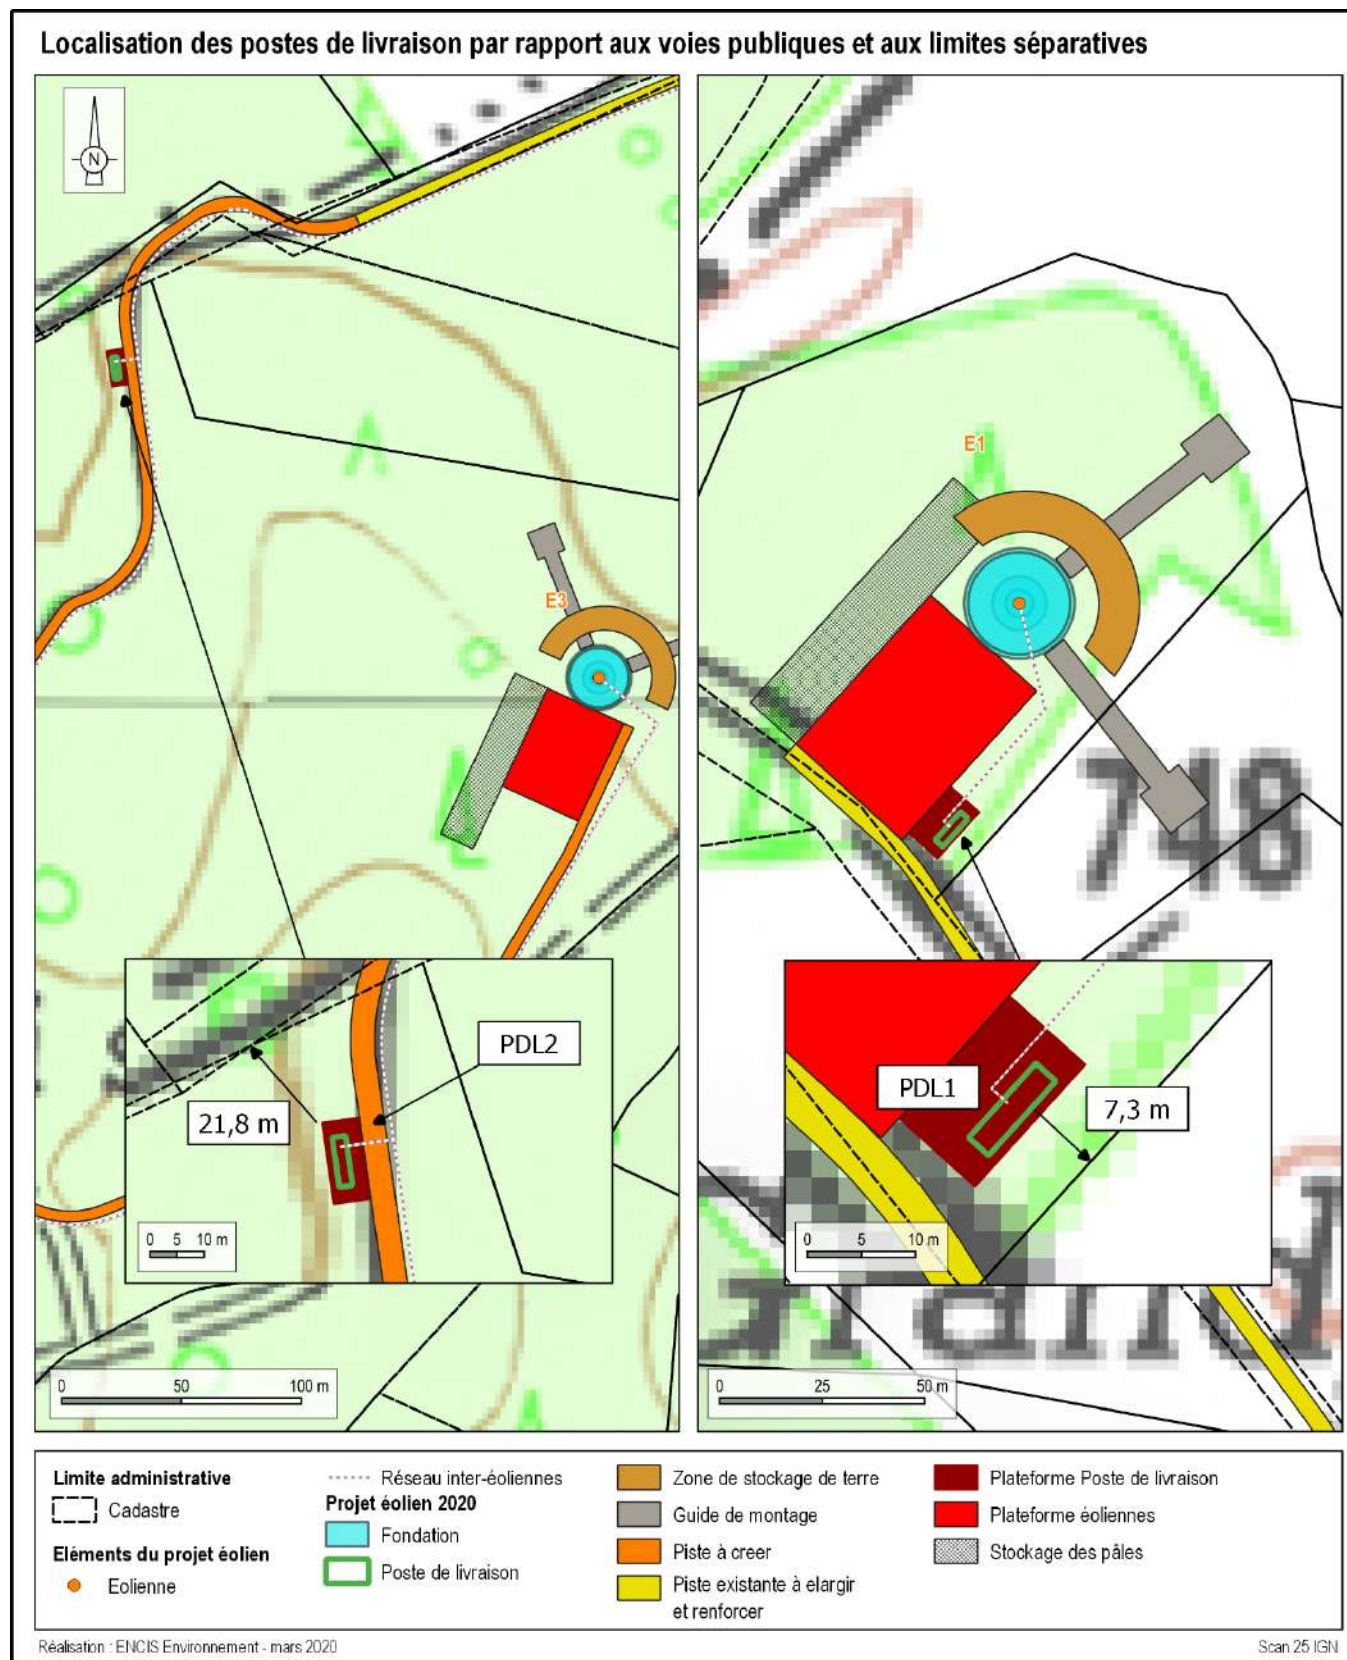 Localisation des postes de livraison par rapport aux voies publiques et aux limites séparatives
N
E3
E1
748
PDL2
21,8 m
0 5 10 m
PDL1
7,3 m
0 5 10 m
0 50 100 m
0 25 50 m
Limite administrative
Cadastre
Eléments du projet éolien
Eolienne
Réseau inter-éoliennes
Projet éolien 2020
Fondation
Poste de livraison
Zone de stockage de terre
Guide de montage
Piste à creer
Piste existante à elargir
et renforcer
Plateforme Poste de livraison
Plateforme éoliennes
Stockage des pâles
Réalisation : ENCIS Environnement - mars 2020
Scan 25 IGN